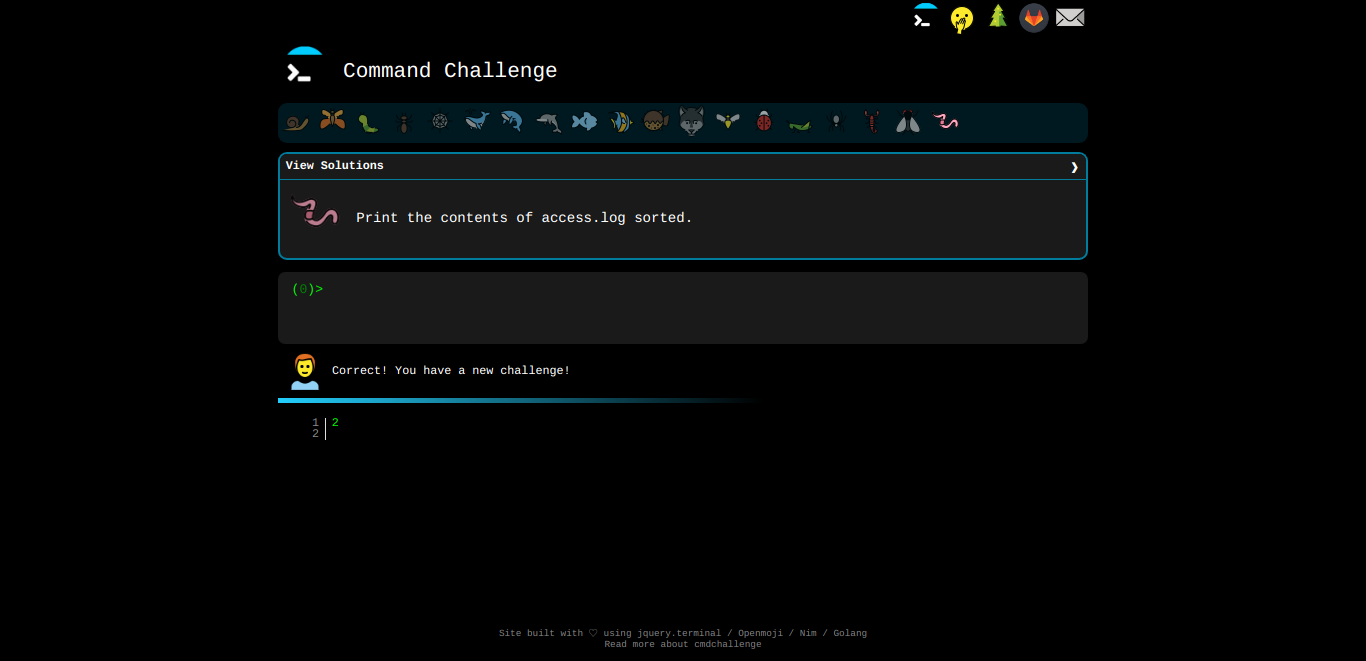 Command Challenge
View Solutions ❯
Print the contents of access.log sorted.
(0)>
Correct! You have a new challenge!
1 2
2
Site built with ♡ using jquery.terminal / Openmoji / Nim / Golang
Read more about cmdchallenge